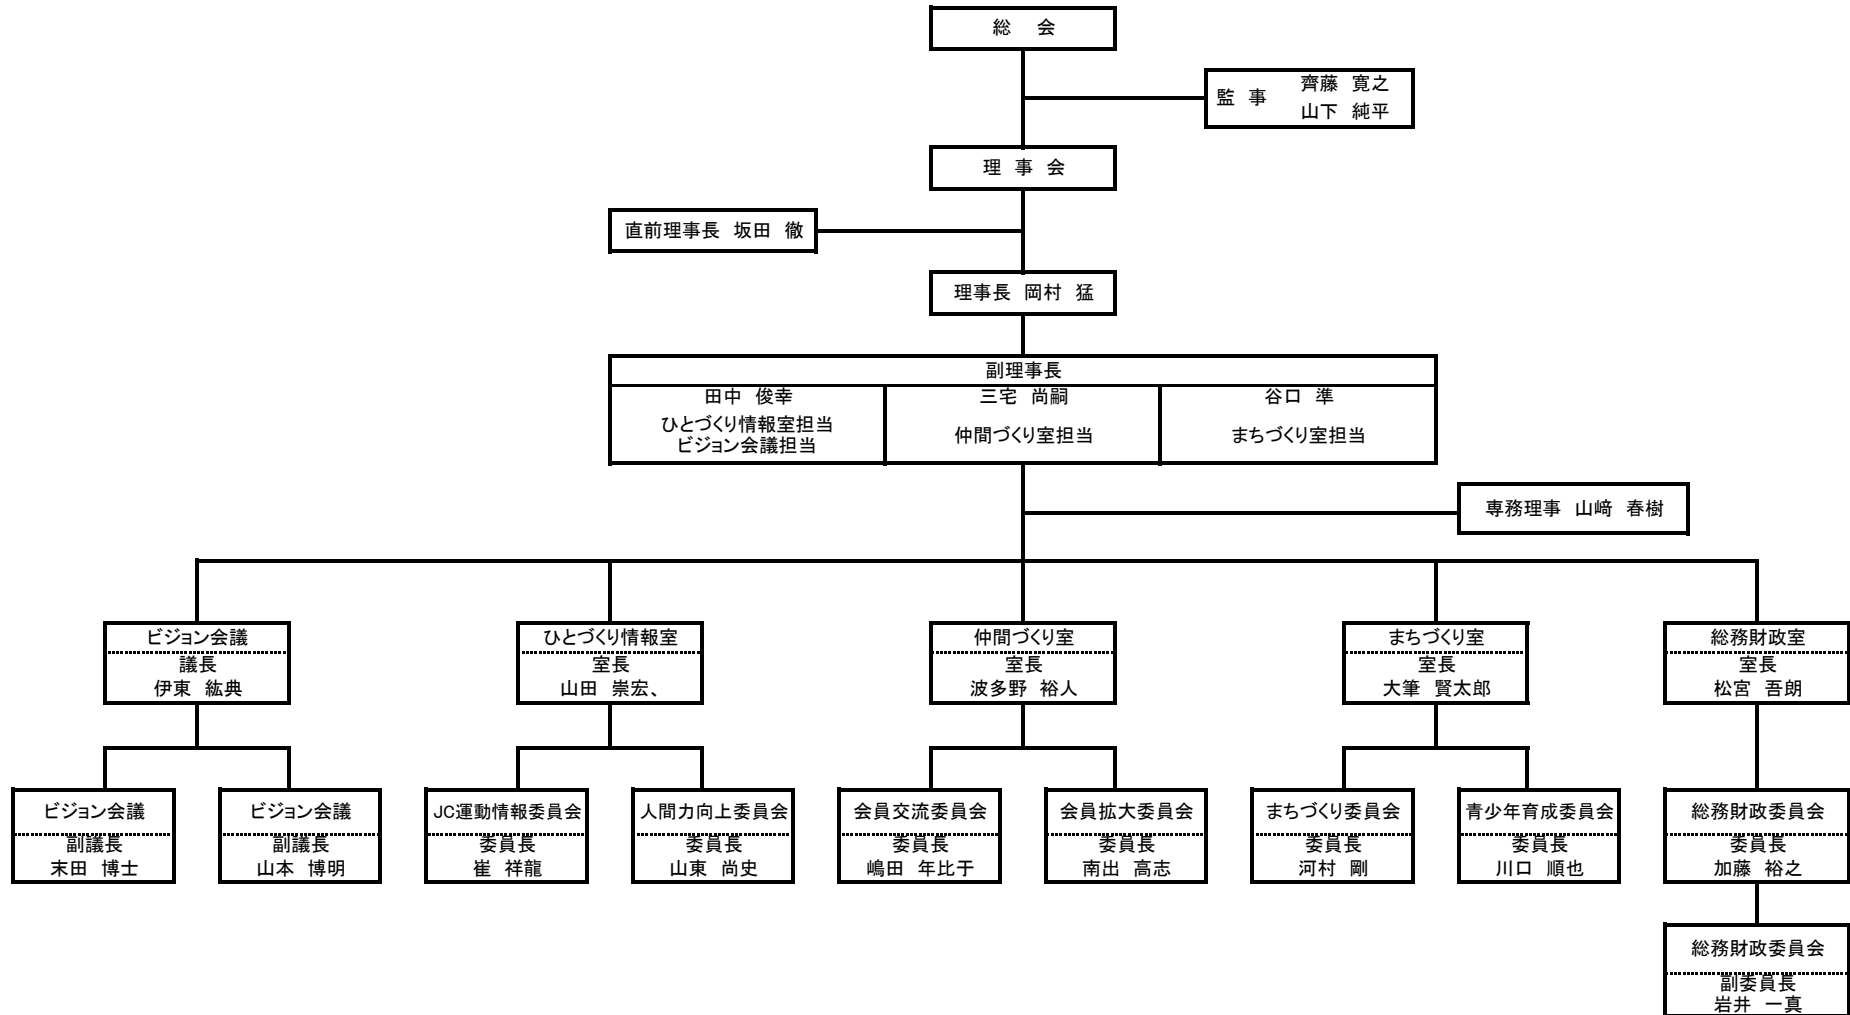 総　会
監　事
齊藤　寛之
山下　純平
理　事　会
直前理事長　坂田　徹
理事長　岡村　猛
副理事長
田中　俊幸
ひとづくり情報室担当
ビジョン会議担当
三宅　尚嗣
仲間づくり室担当
谷口　準
まちづくり室担当
専務理事　山﨑　春樹
ビジョン会議
議長
伊東　紘典
ひとづくり情報室
室長
山田　崇宏、
仲間づくり室
室長
波多野　裕人
まちづくり室
室長
大筆　賢太郎
総務財政室
室長
松宮　吾朗
ビジョン会議
副議長
末田　博士
ビジョン会議
副議長
山本　博明
JC運動情報委員会
委員長
崔　祥龍
人間力向上委員会
委員長
山東　尚史
会員交流委員会
委員長
嶋田　年比于
会員拡大委員会
委員長
南出　高志
まちづくり委員会
委員長
河村　剛
青少年育成委員会
委員長
川口　順也
総務財政委員会
委員長
加藤　裕之
総務財政委員会
副委員長
岩井　一真